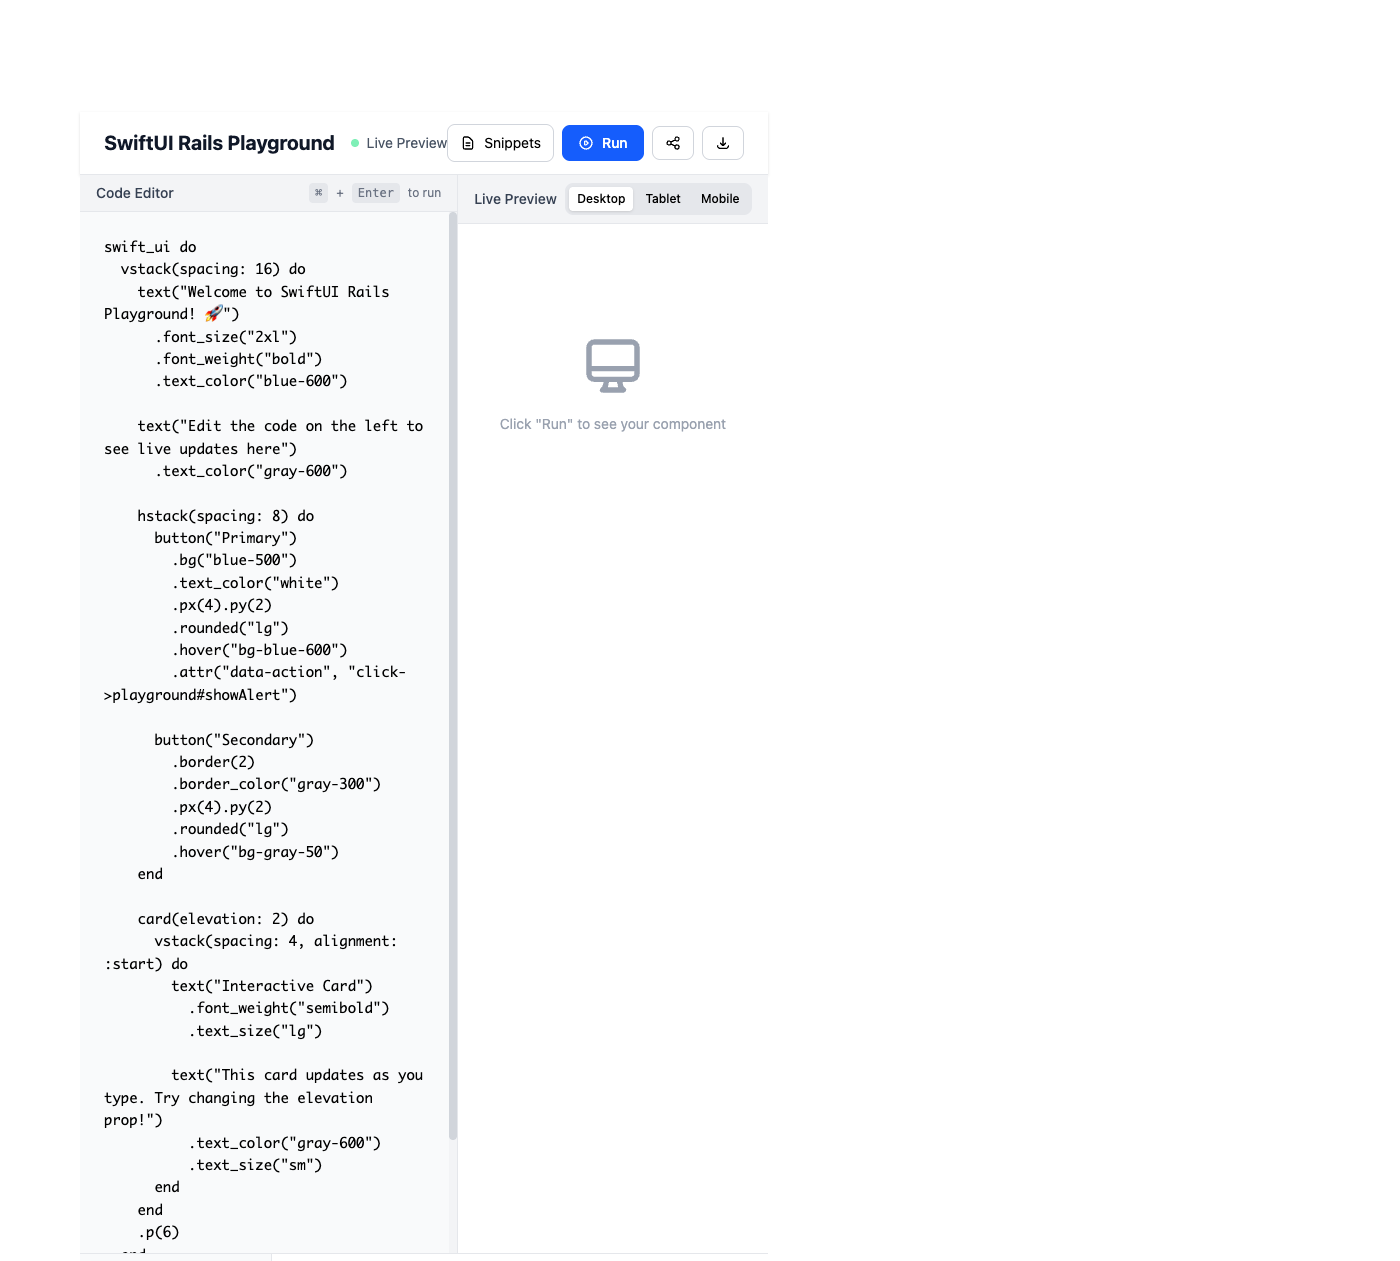 SwiftUI Rails Playground
Live Preview
Snippets
Run
Code Editor
⌘ + Enter to run
Live Preview
Desktop
Tablet
Mobile
swift_ui do
  vstack(spacing: 16) do
    text("Welcome to SwiftUI Rails
Playground! 🚀")
      .font_size("2xl")
      .font_weight("bold")
      .text_color("blue-600")

    text("Edit the code on the left to
see live updates here")
      .text_color("gray-600")

    hstack(spacing: 8) do
      button("Primary")
        .bg("blue-500")
        .text_color("white")
        .px(4).py(2)
        .rounded("lg")
        .hover("bg-blue-600")
        .attr("data-action", "click-
>playground#showAlert")

      button("Secondary")
        .border(2)
        .border_color("gray-300")
        .px(4).py(2)
        .rounded("lg")
        .hover("bg-gray-50")
    end

    card(elevation: 2) do
      vstack(spacing: 4, alignment:
:start) do
        text("Interactive Card")
          .font_weight("semibold")
          .text_size("lg")

        text("This card updates as you
type. Try changing the elevation
prop!")
          .text_color("gray-600")
          .text_size("sm")
      end
    end
    .p(6)
  end
Click "Run" to see your component